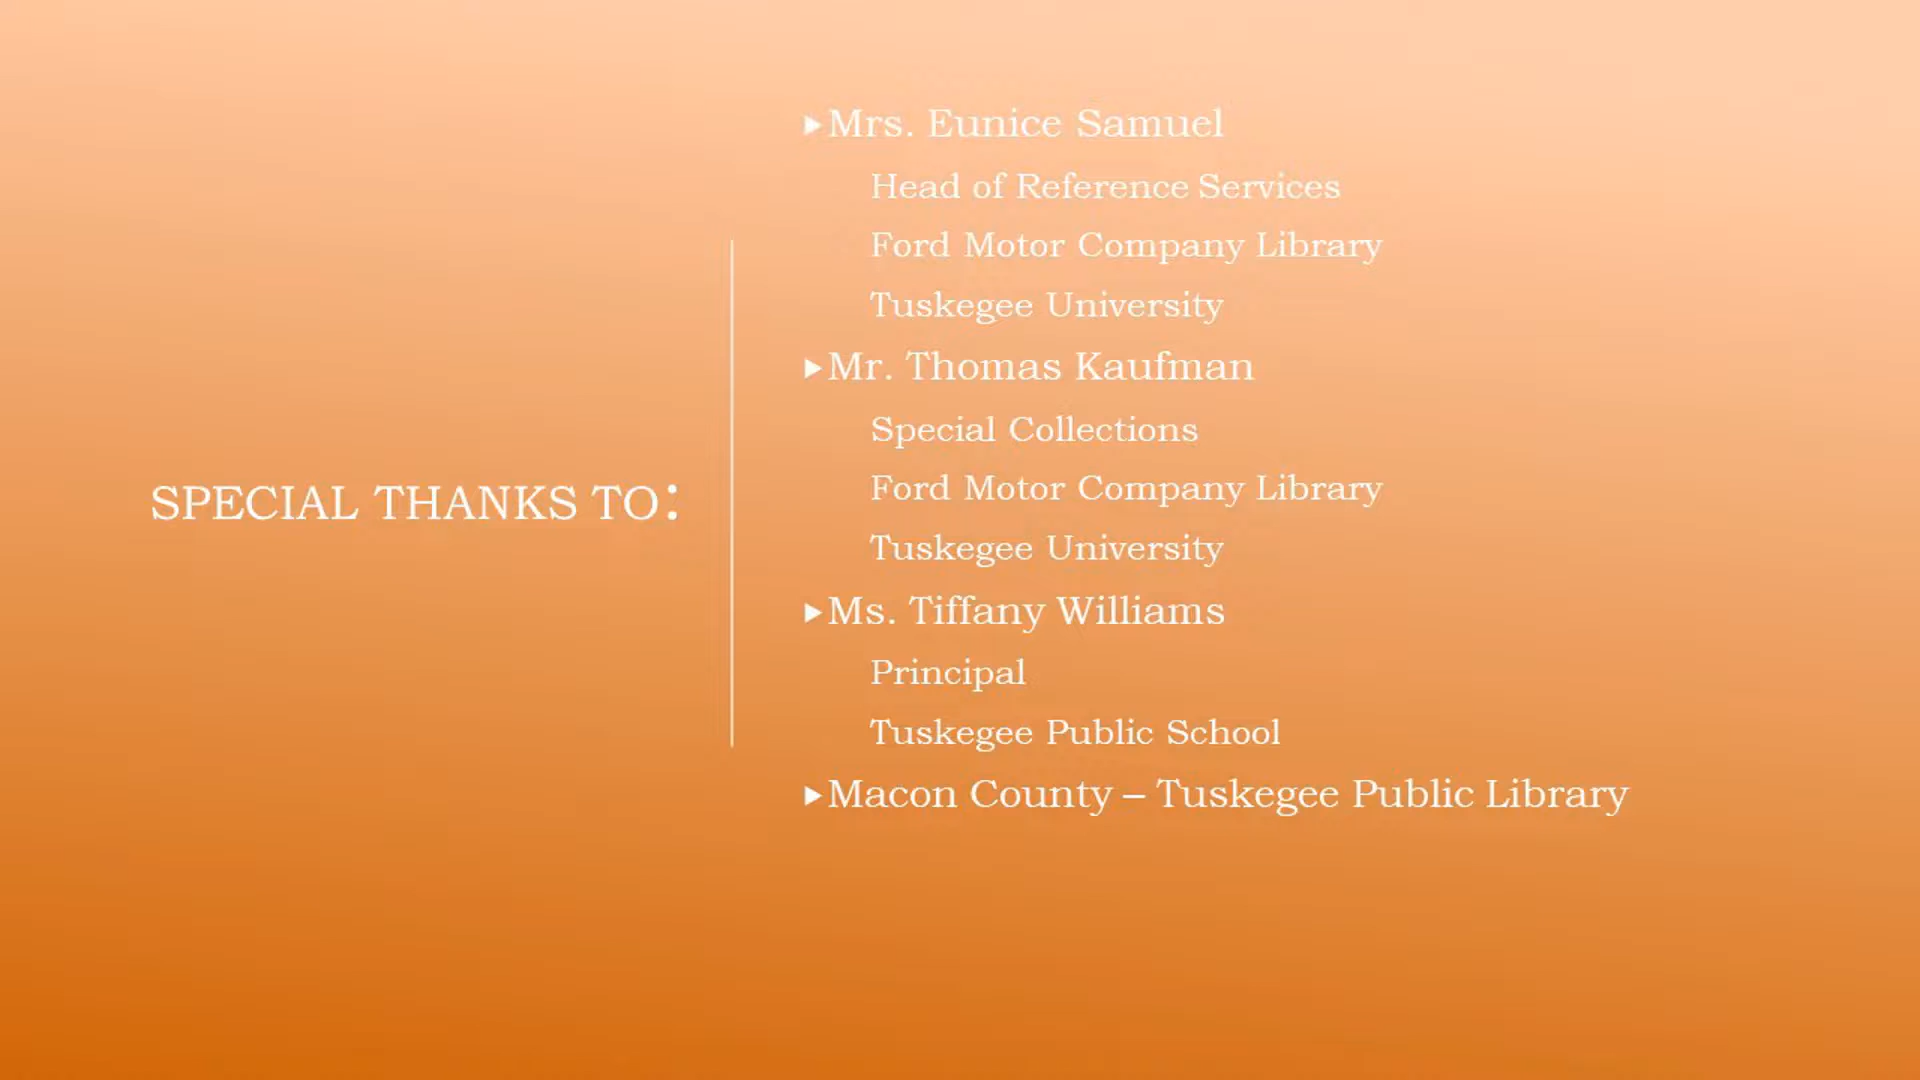 SPECIAL THANKS TO:
Mrs. Eunice Samuel
Head of Reference Services
Ford Motor Company Library
Tuskegee University
Mr. Thomas Kaufman
Special Collections
Ford Motor Company Library
Tuskegee University
Ms. Tiffany Williams
Principal
Tuskegee Public School
Macon County – Tuskegee Public Library